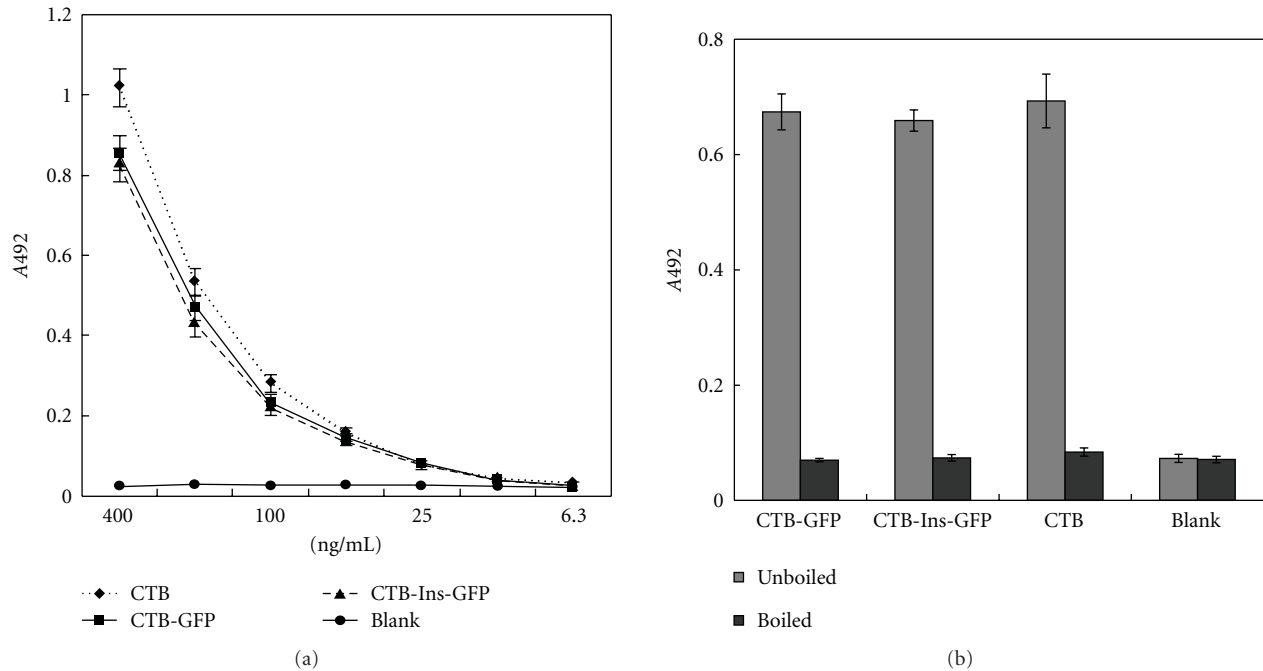 1.2
1
0.8
0.6
0.4
0.2
0
A492
400
100
25
6.3
(ng/mL)
CTB
CTB-GFP
CTB-Ins-GFP
Blank
(a)
0.8
0.6
0.4
0.2
0
A492
CTB-GFP
CTB-Ins-GFP
CTB
Blank
Unboiled
Boiled
(b)